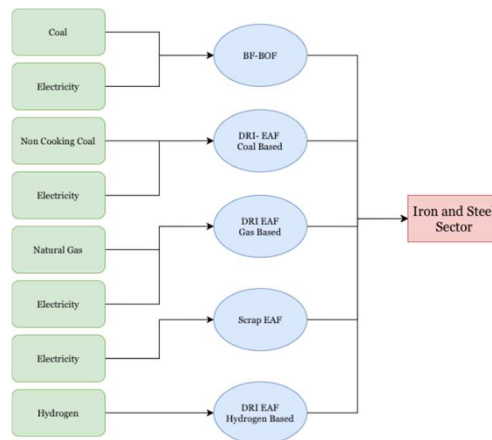 Coal
Electricity
BF-BOF
Non Cooking Coal
Electricity
DRI- EAF
Coal Based
Natural Gas
Electricity
DRI EAF
Gas Based
Electricity
Scrap EAF
Hydrogen
DRI EAF
Hydrogen Based
Iron and Steel
Sector